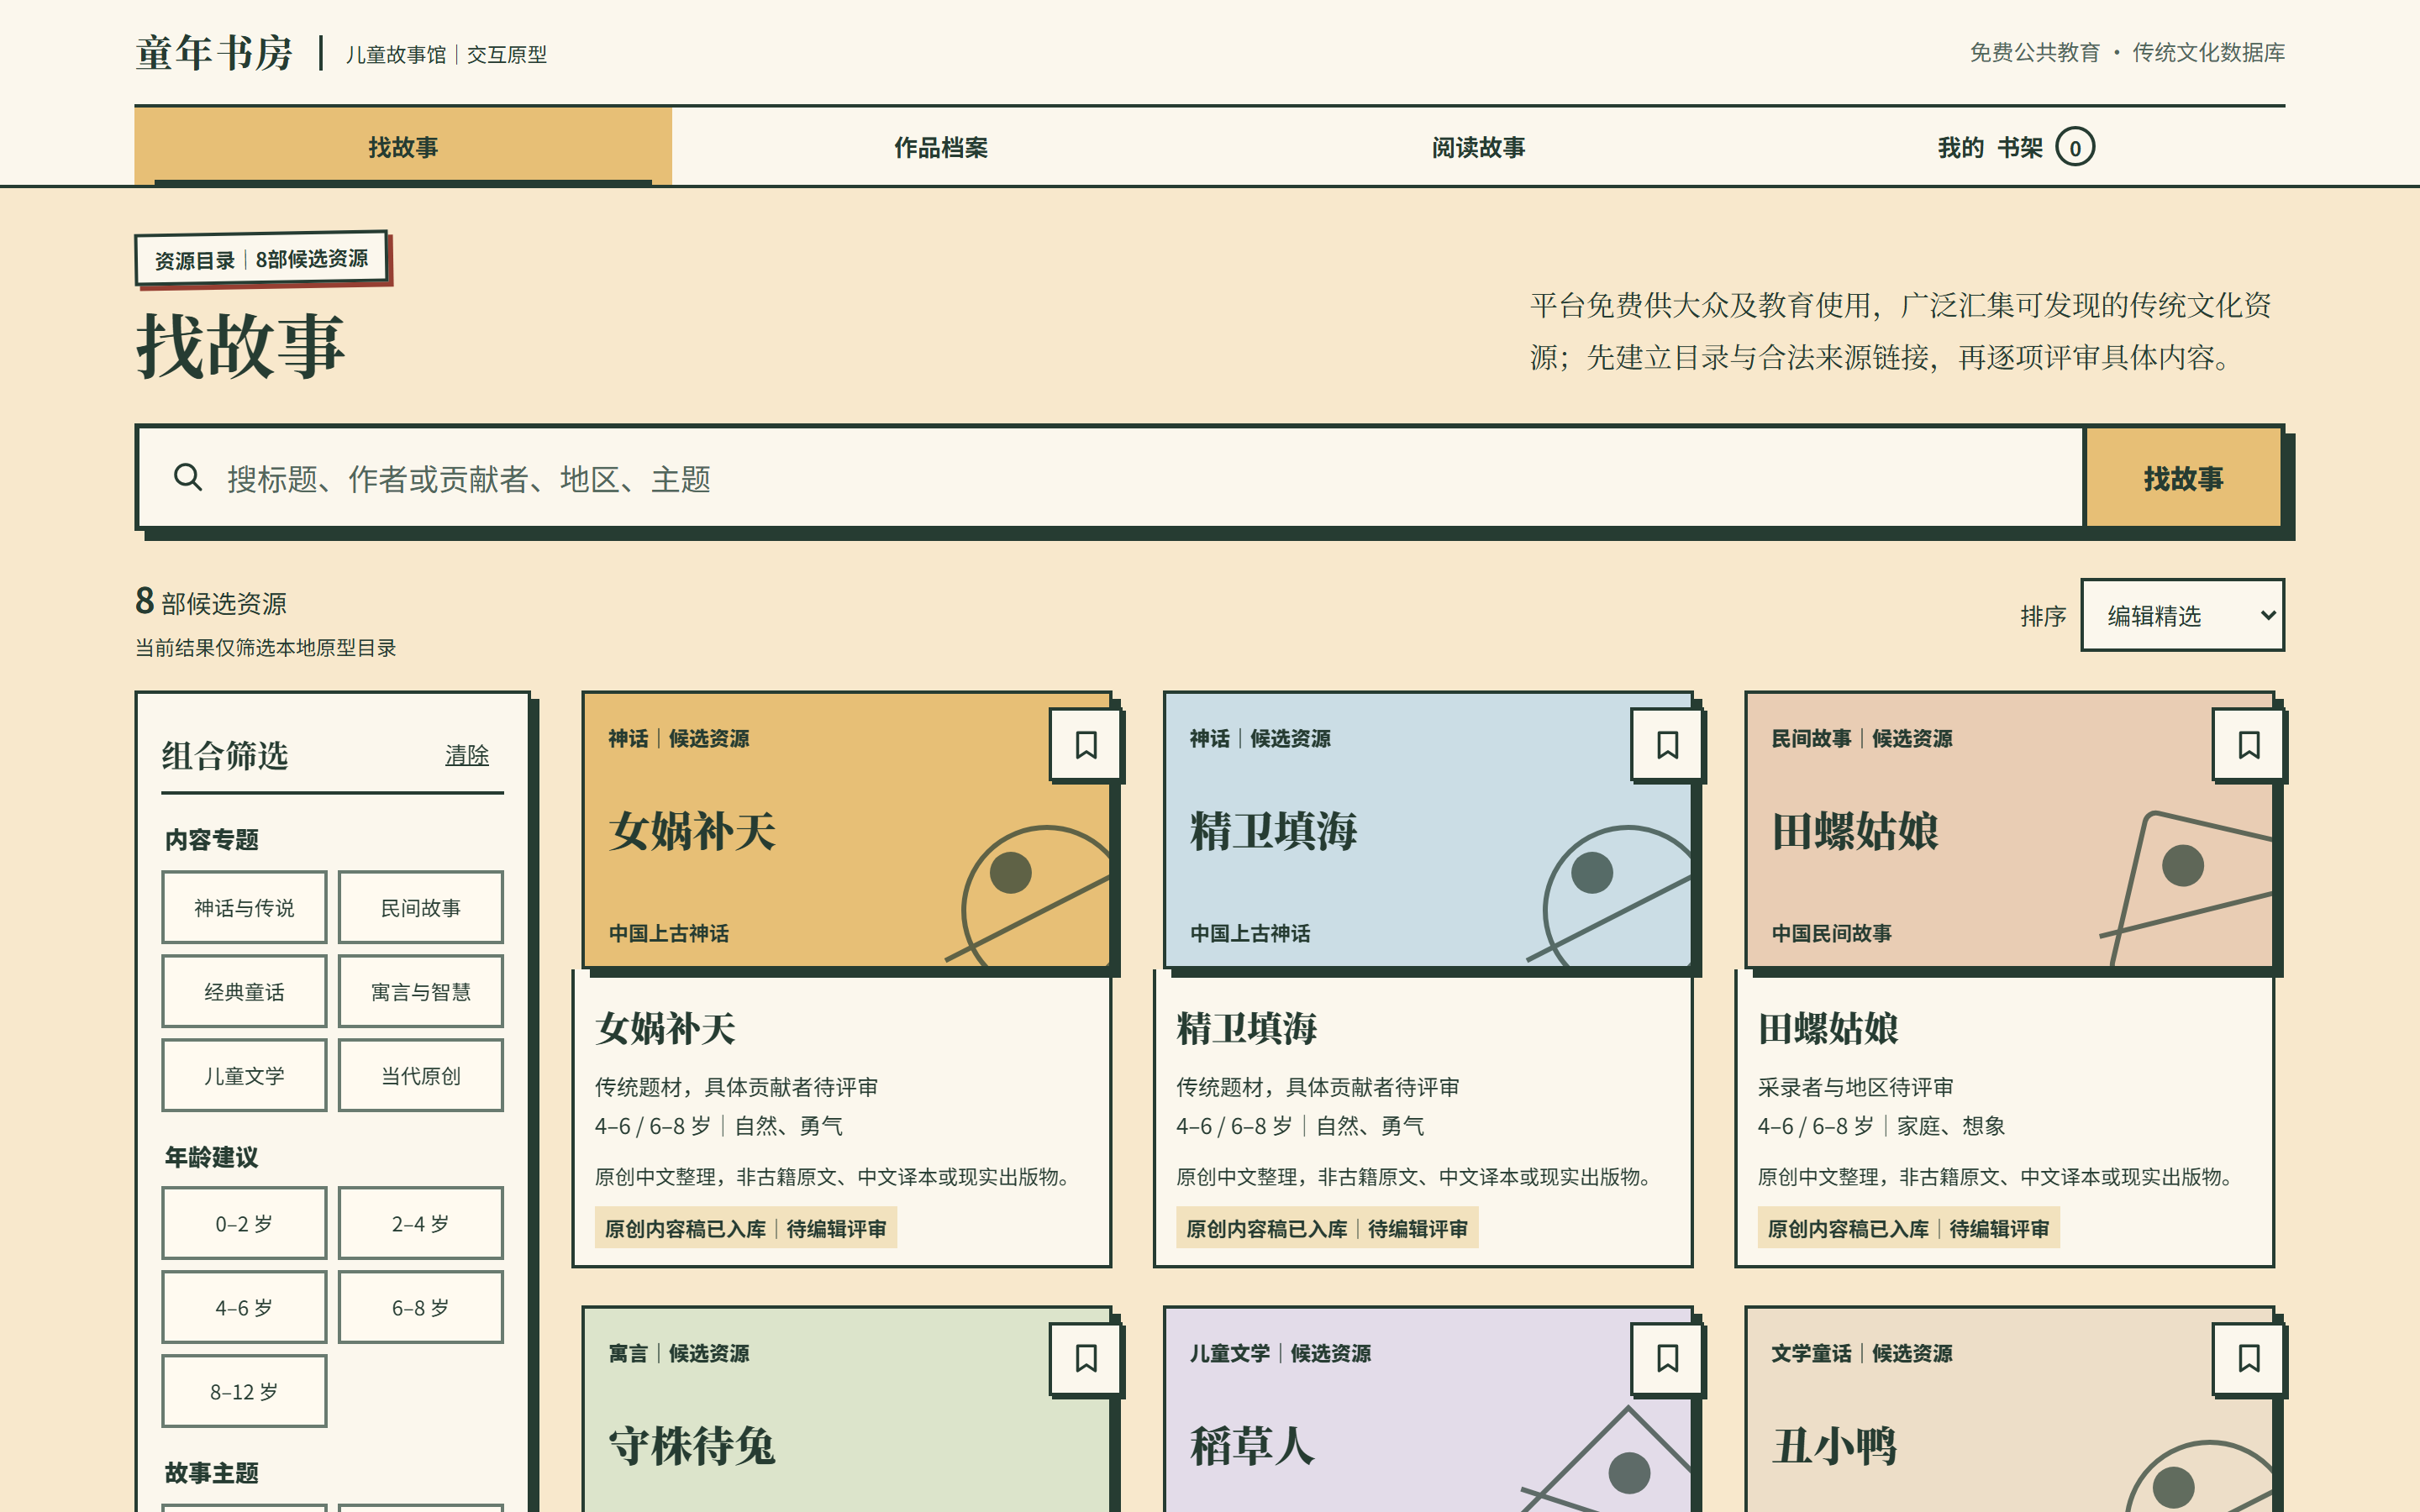 童年书房
儿童故事馆｜交互原型
免费公共教育 · 传统文化数据库
找故事
作品档案
阅读故事
我的 书架 0
资源目录｜8部候选资源
找故事
平台免费供大众及教育使用，广泛汇集可发现的传统文化资
源；先建立目录与合法来源链接，再逐项评审具体内容。
搜标题、作者或贡献者、地区、主题
找故事
8 部候选资源
当前结果仅筛选本地原型目录
排序
编辑精选
组合筛选
清除
内容专题
神话与传说
民间故事
经典童话
寓言与智慧
儿童文学
当代原创
年龄建议
0–2 岁
2–4 岁
4–6 岁
6–8 岁
8–12 岁
故事主题
神话｜候选资源
女娲补天
中国上古神话
女娲补天
传统题材，具体贡献者待评审
4–6 / 6–8 岁｜自然、勇气
原创中文整理，非古籍原文、中文译本或现实出版物。
原创内容稿已入库｜待编辑评审
神话｜候选资源
精卫填海
中国上古神话
精卫填海
传统题材，具体贡献者待评审
4–6 / 6–8 岁｜自然、勇气
原创中文整理，非古籍原文、中文译本或现实出版物。
原创内容稿已入库｜待编辑评审
民间故事｜候选资源
田螺姑娘
中国民间故事
田螺姑娘
采录者与地区待评审
4–6 / 6–8 岁｜家庭、想象
原创中文整理，非古籍原文、中文译本或现实出版物。
原创内容稿已入库｜待编辑评审
寓言｜候选资源
守株待兔
儿童文学｜候选资源
稻草人
文学童话｜候选资源
丑小鸭